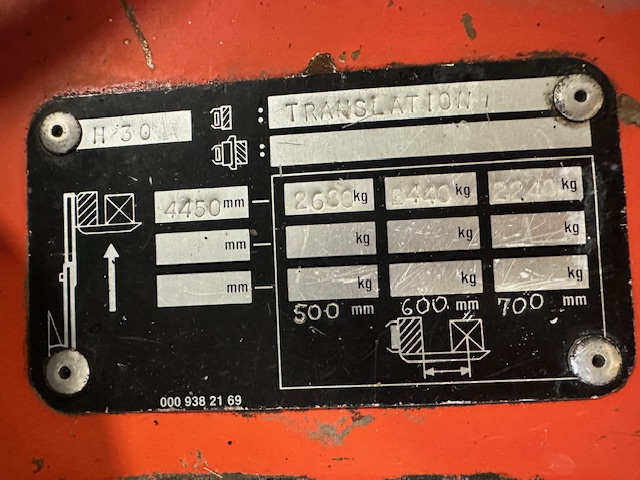 H 30 : TRANSLATION
:
4450 mm 2680 kg 2440 kg 2240 kg
mm kg kg kg
mm kg kg kg
500 mm 600 mm 700 mm
000 938 21 69